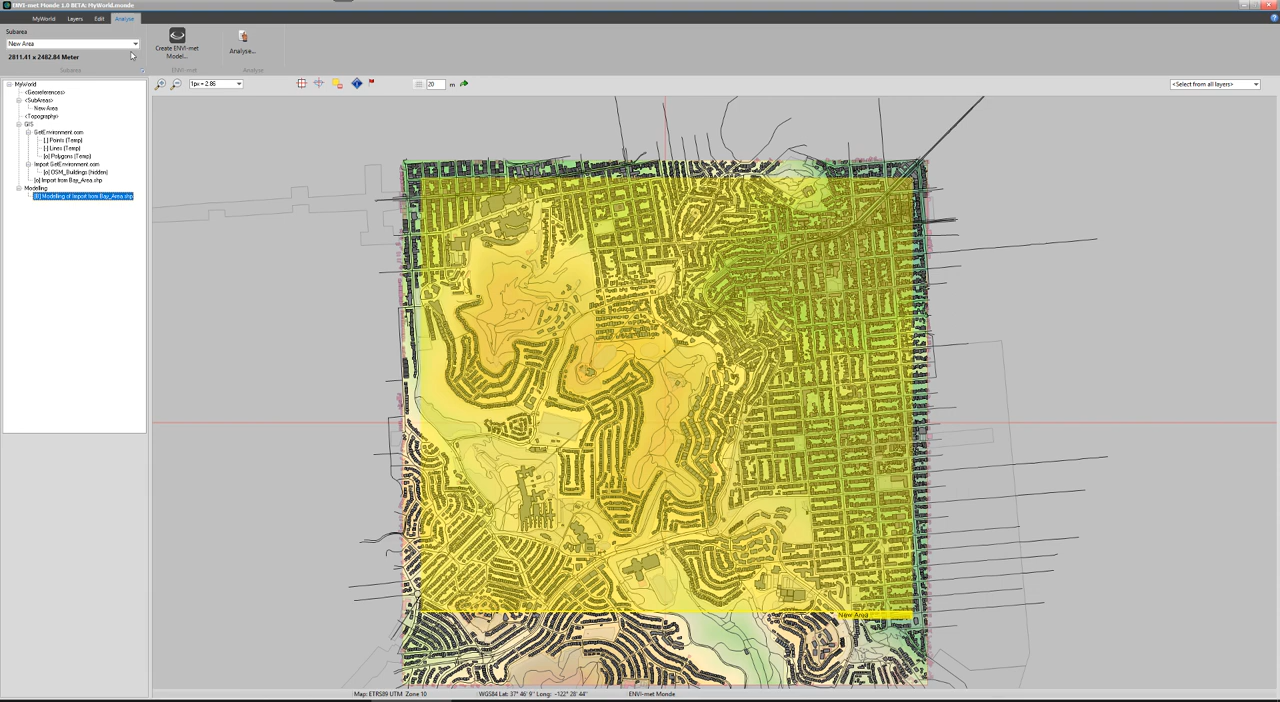 ENVI-met Monde 1.0 BETA: MyWorld.monde
MyWorld Layers Edit Analyse
Subarea
New Area
2811.41 x 2482.84 Meter
Subarea
Create ENVI-met
Model...
ENVI-met
Analyse...
Analyse
1px = 2.86
20 m
<Select from all layers>
MyWorld
<Georeferences>
<SubAreas>
New Area
<Topography>
GIS
GetEnvironment.com
[.] Points (Temp)
[.] Lines (Temp)
[o] Polygons (Temp)
Import GetEnvironment.com
[o] OSM_Buildings (hidden)
[o] Import from Bay_Area.shp
Modelling
[B] Modelling of Import from Bay_Area.shp
New Area
Map: ETRS89 UTM Zone 10 WGS84 Lat: 37° 46' 9'' Long: -122° 28' 44'' ENVI-met Monde